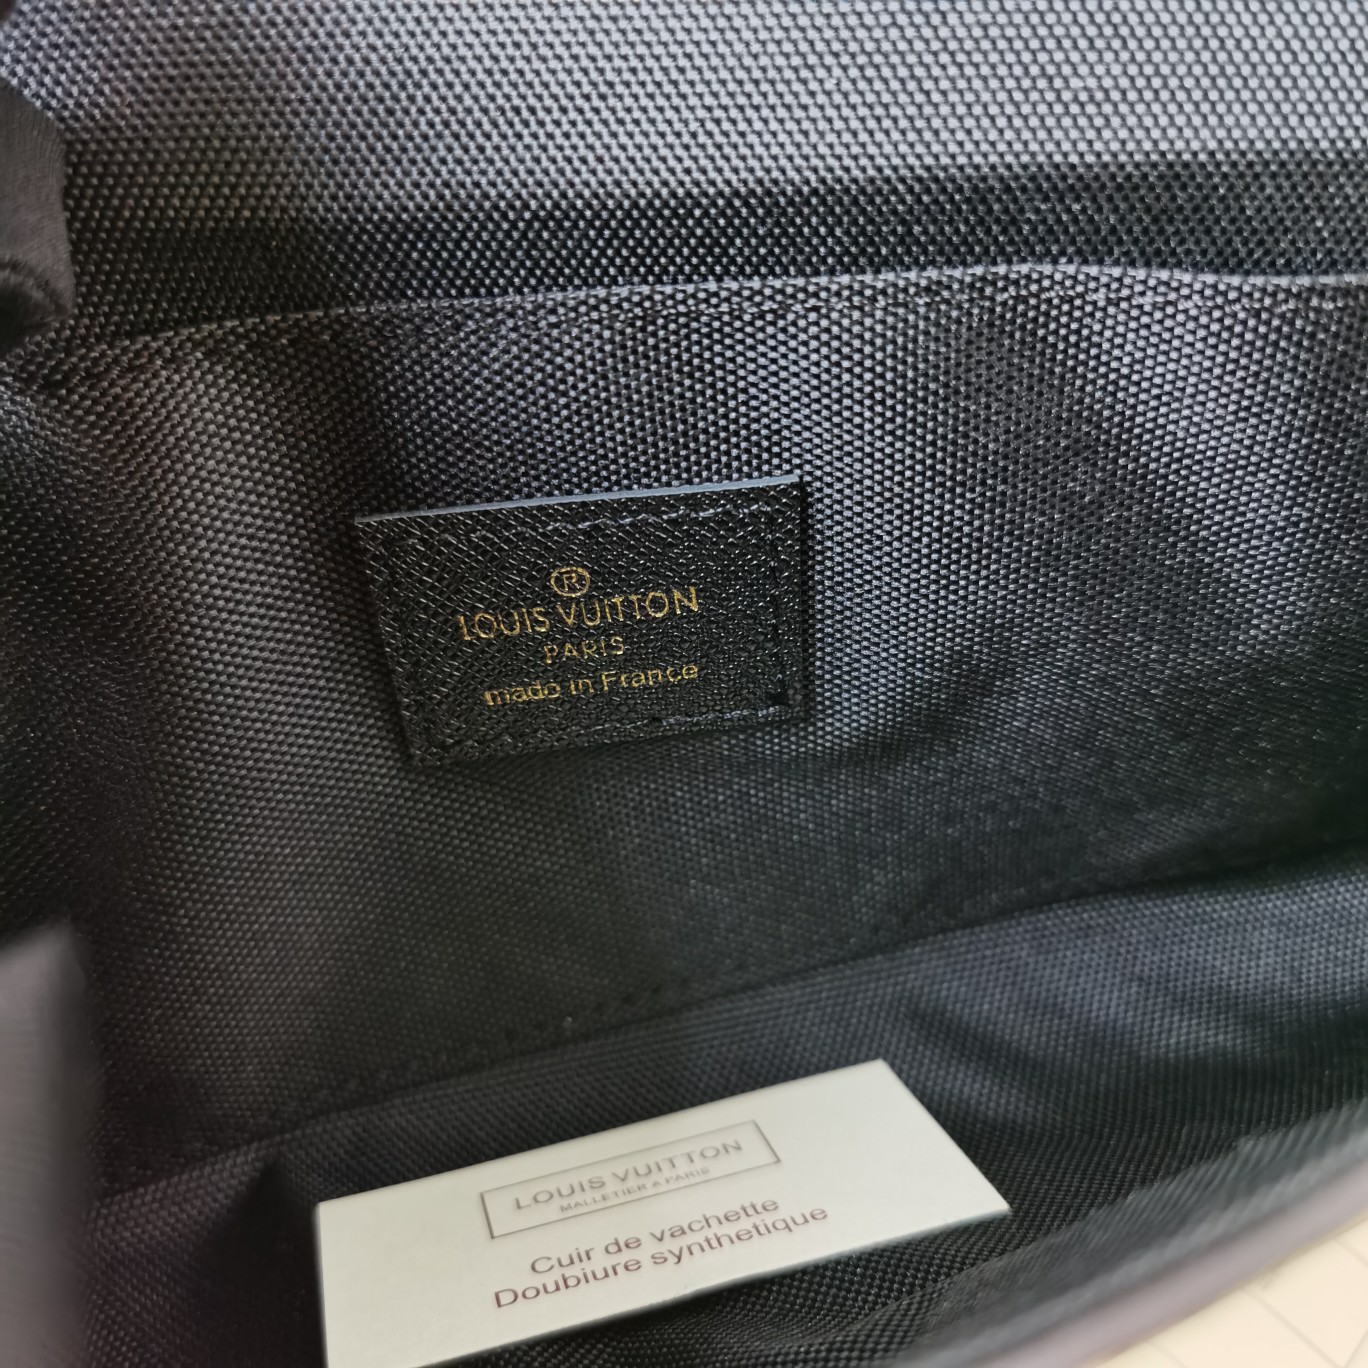 ®
LOUIS VUITTON
PARIS
made in France
LOUIS VUITTON
MALLETIER A PARIS
Cuir de vachette
Doubiure synthetique